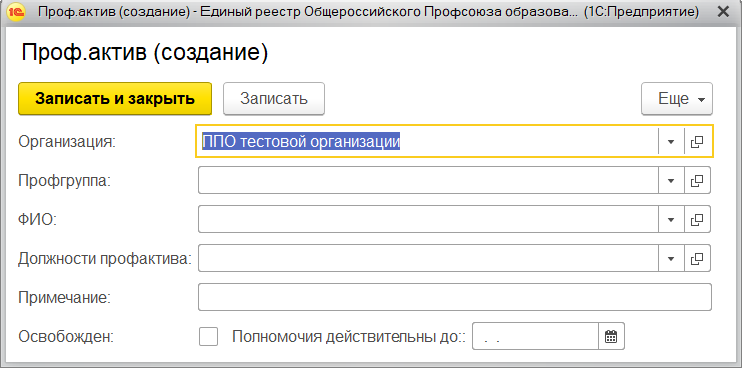 1С Проф.актив (создание) - Единый реестр Общероссийского Профсоюза образова... (1С:Предприятие)
Проф.актив (создание)
Записать и закрыть Записать Еще
Организация: ППО тестовой организации
Профгруппа:
ФИО:
Должности профактива:
Примечание:
Освобожден: Полномочия действительны до:: . .